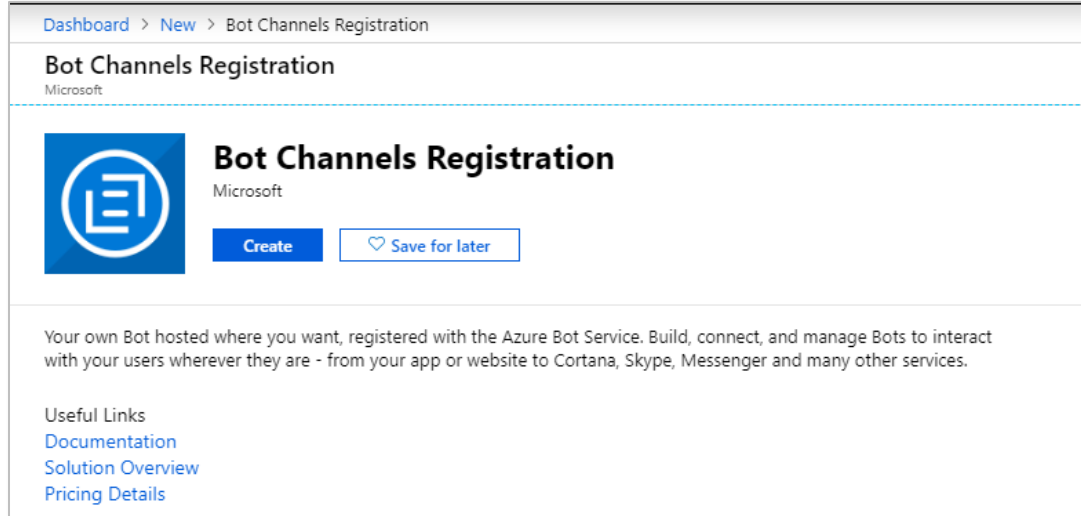 Dashboard > New > Bot Channels Registration
Bot Channels Registration
Microsoft
Bot Channels Registration
Microsoft
Create
Save for later
Your own Bot hosted where you want, registered with the Azure Bot Service. Build, connect, and manage Bots to interact
with your users wherever they are - from your app or website to Cortana, Skype, Messenger and many other services.
Useful Links
Documentation
Solution Overview
Pricing Details